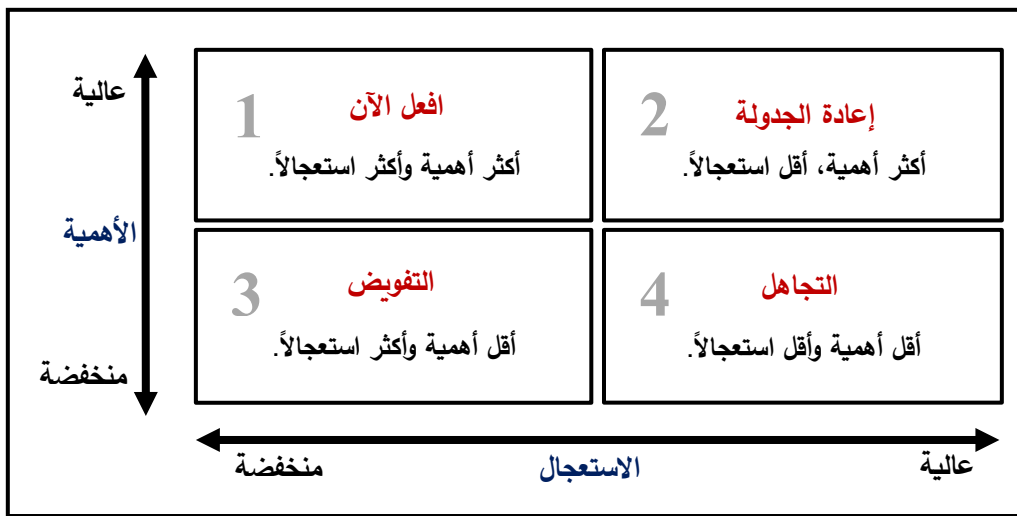 عالية
الأهمية
منخفضة
1
افعل الآن
أكثر أهمية وأكثر استعجالاً.
2
إعادة الجدولة
أكثر أهمية، أقل استعجالاً.
3
التفويض
أقل أهمية وأكثر استعجالاً.
4
التجاهل
أقل أهمية وأقل استعجالاً.
منخفضة
الاستعجال
عالية